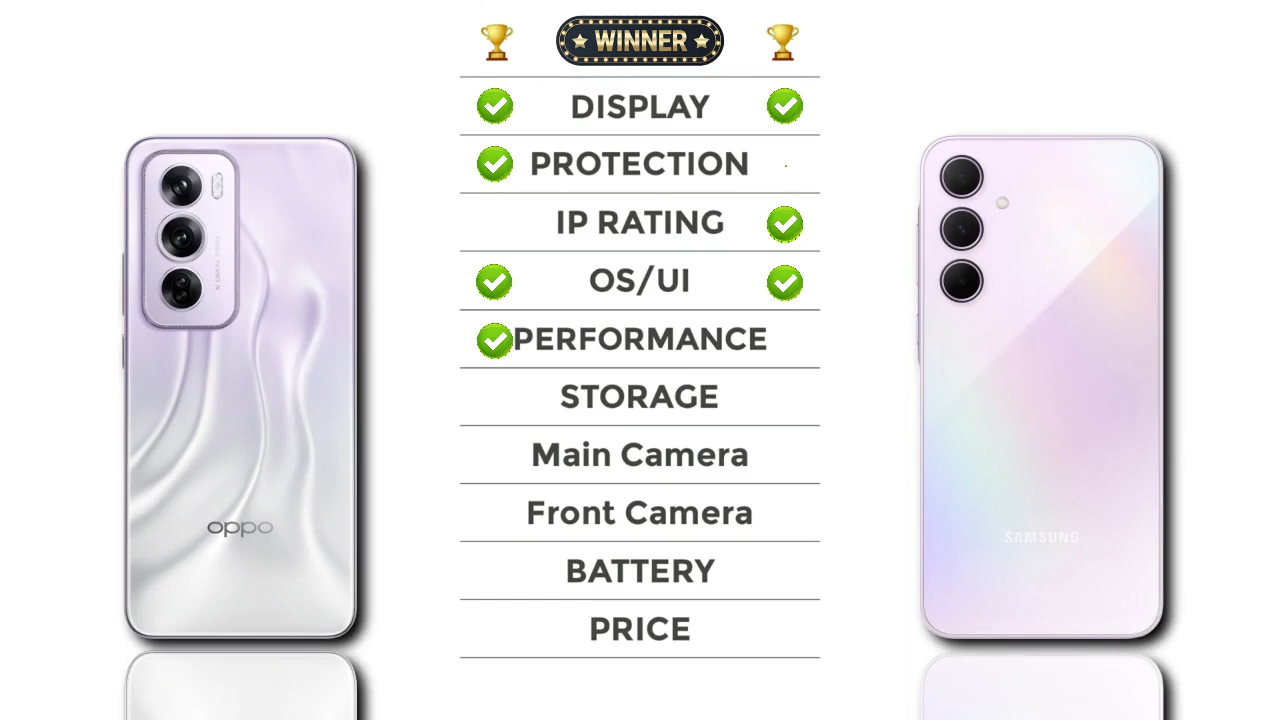 WINNER
DISPLAY
PROTECTION
IP RATING
OS/UI
PERFORMANCE
STORAGE
Main Camera
Front Camera
BATTERY
PRICE
oppo
SAMSUNG